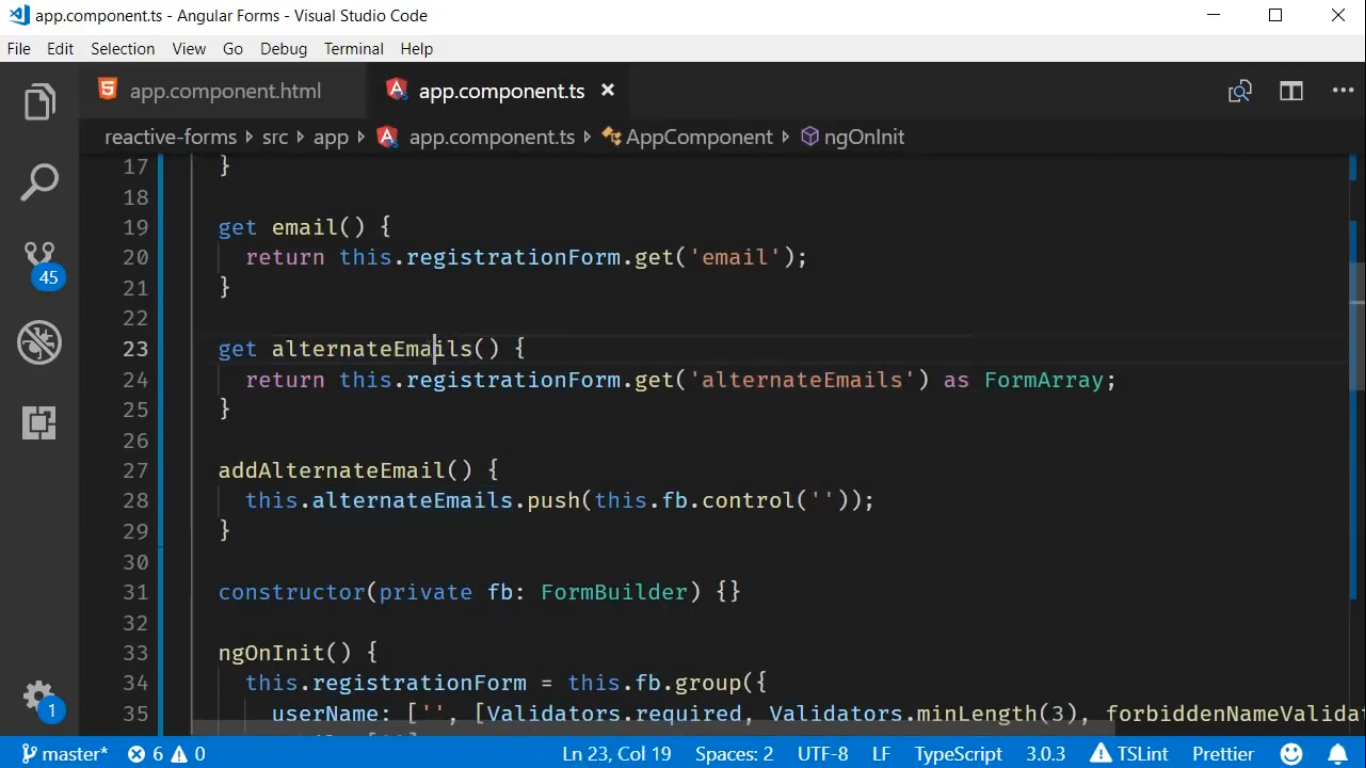 app.component.ts - Angular Forms - Visual Studio Code
File Edit Selection View Go Debug Terminal Help
app.component.html app.component.ts
reactive-forms src app app.component.ts AppComponent ngOnInit
17 }
18
19 get email() {
20 return this.registrationForm.get('email');
21 }
22
23 get alternateEmails() {
24 return this.registrationForm.get('alternateEmails') as FormArray;
25 }
26
27 addAlternateEmail() {
28 this.alternateEmails.push(this.fb.control(''));
29 }
30
31 constructor(private fb: FormBuilder) {}
32
33 ngOnInit() {
34 this.registrationForm = this.fb.group({
35 userName: ['', [Validators.required, Validators.minLength(3), forbiddenNameValida
45
1
master* 6 0 Ln 23, Col 19 Spaces: 2 UTF-8 LF TypeScript 3.0.3 TSLint Prettier